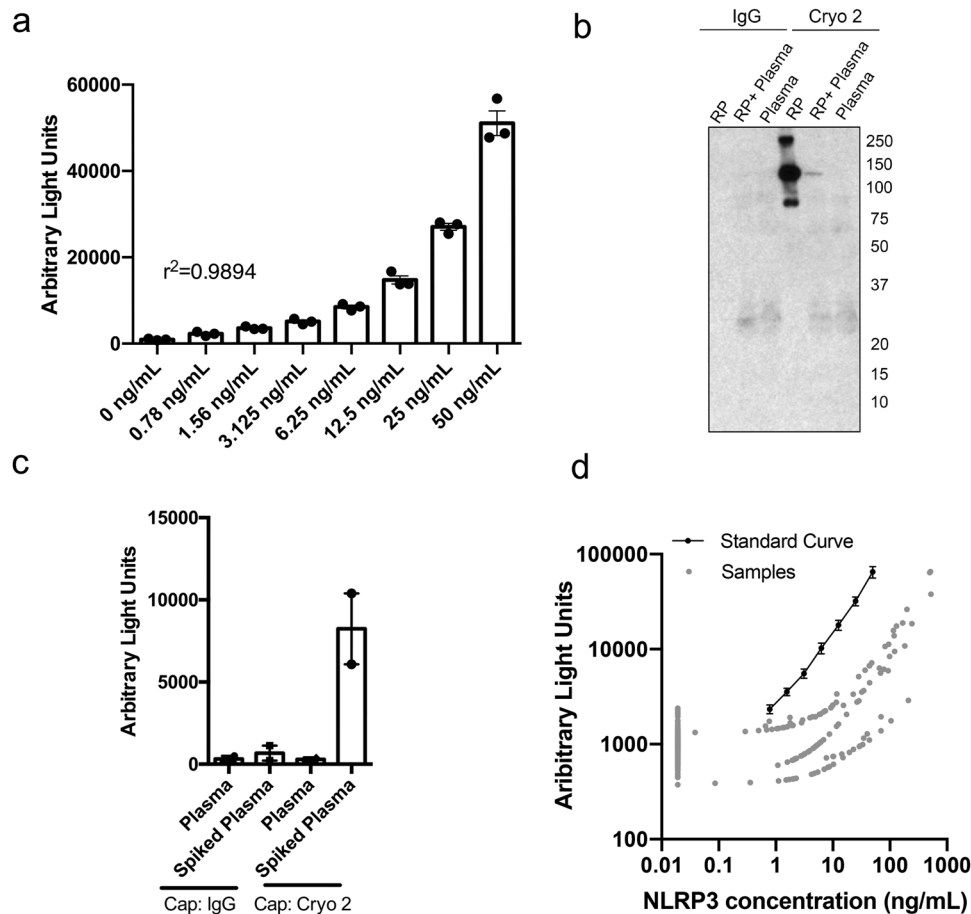 a
Arbitrary Light Units
60000
40000
20000
0
r²=0.9894
0 ng/mL
0.78 ng/mL
1.56 ng/mL
3.125 ng/mL
6.25 ng/mL
12.5 ng/mL
25 ng/mL
50 ng/mL
b
IgG
Cryo 2
RP
RP+ Plasma
Plasma
RP
RP+ Plasma
Plasma
250
150
100
75
50
37
20
15
10
c
Arbitrary Light Units
15000
10000
5000
0
Plasma
Spiked Plasma
Plasma
Spiked Plasma
Cap: IgG
Cap: Cryo 2
d
Standard Curve
Samples
Aribitrary Light Units
100000
10000
1000
100
0.01
0.1
1
10
100
1000
NLRP3 concentration (ng/mL)